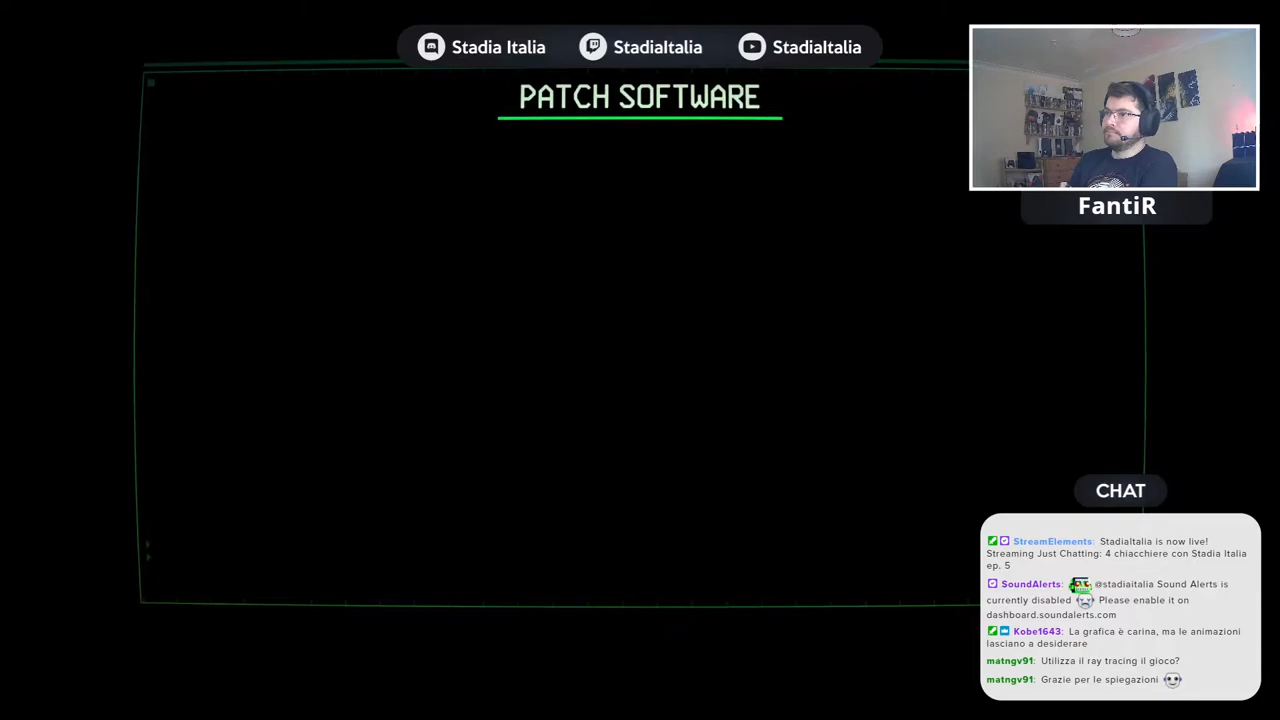 Stadia Italia StadiaItalia StadiaItalia
PATCH SOFTWARE
FantiR
CHAT
StreamElements: StadiaItalia is now live!
Streaming Just Chatting: 4 chiacchiere con Stadia Italia
ep. 5
SoundAlerts: @stadiaitalia Sound Alerts is
currently disabled Please enable it on
dashboard.soundalerts.com
Kobe1643: La grafica è carina, ma le animazioni
lasciano a desiderare
matngv91: Utilizza il ray tracing il gioco?
matngv91: Grazie per le spiegazioni